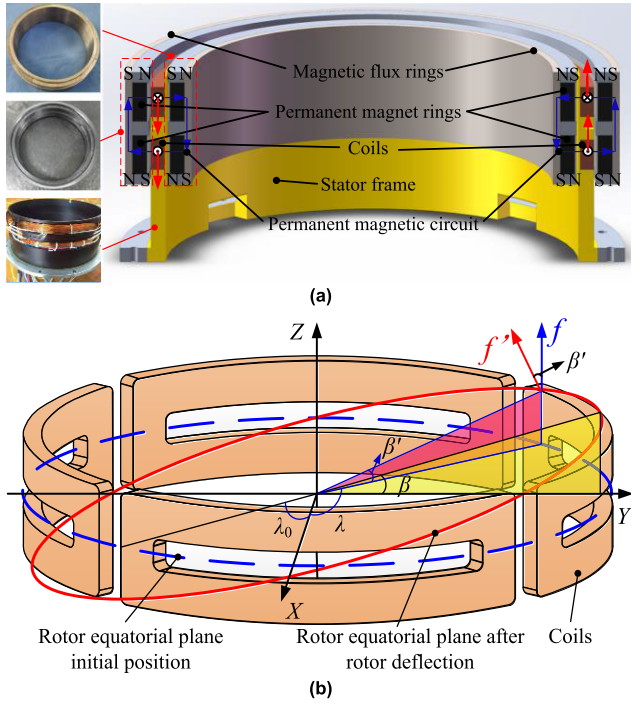 S N S N
N S
Magnetic flux rings
Permanent magnet rings
Coils
Stator frame
Permanent magnetic circuit
N S N S
S N
(a)
Z
f′
f
β′
β′
β
λ₀
λ
Y
X
Rotor equatorial plane
initial position
Rotor equatorial plane after
rotor deflection
Coils
(b)